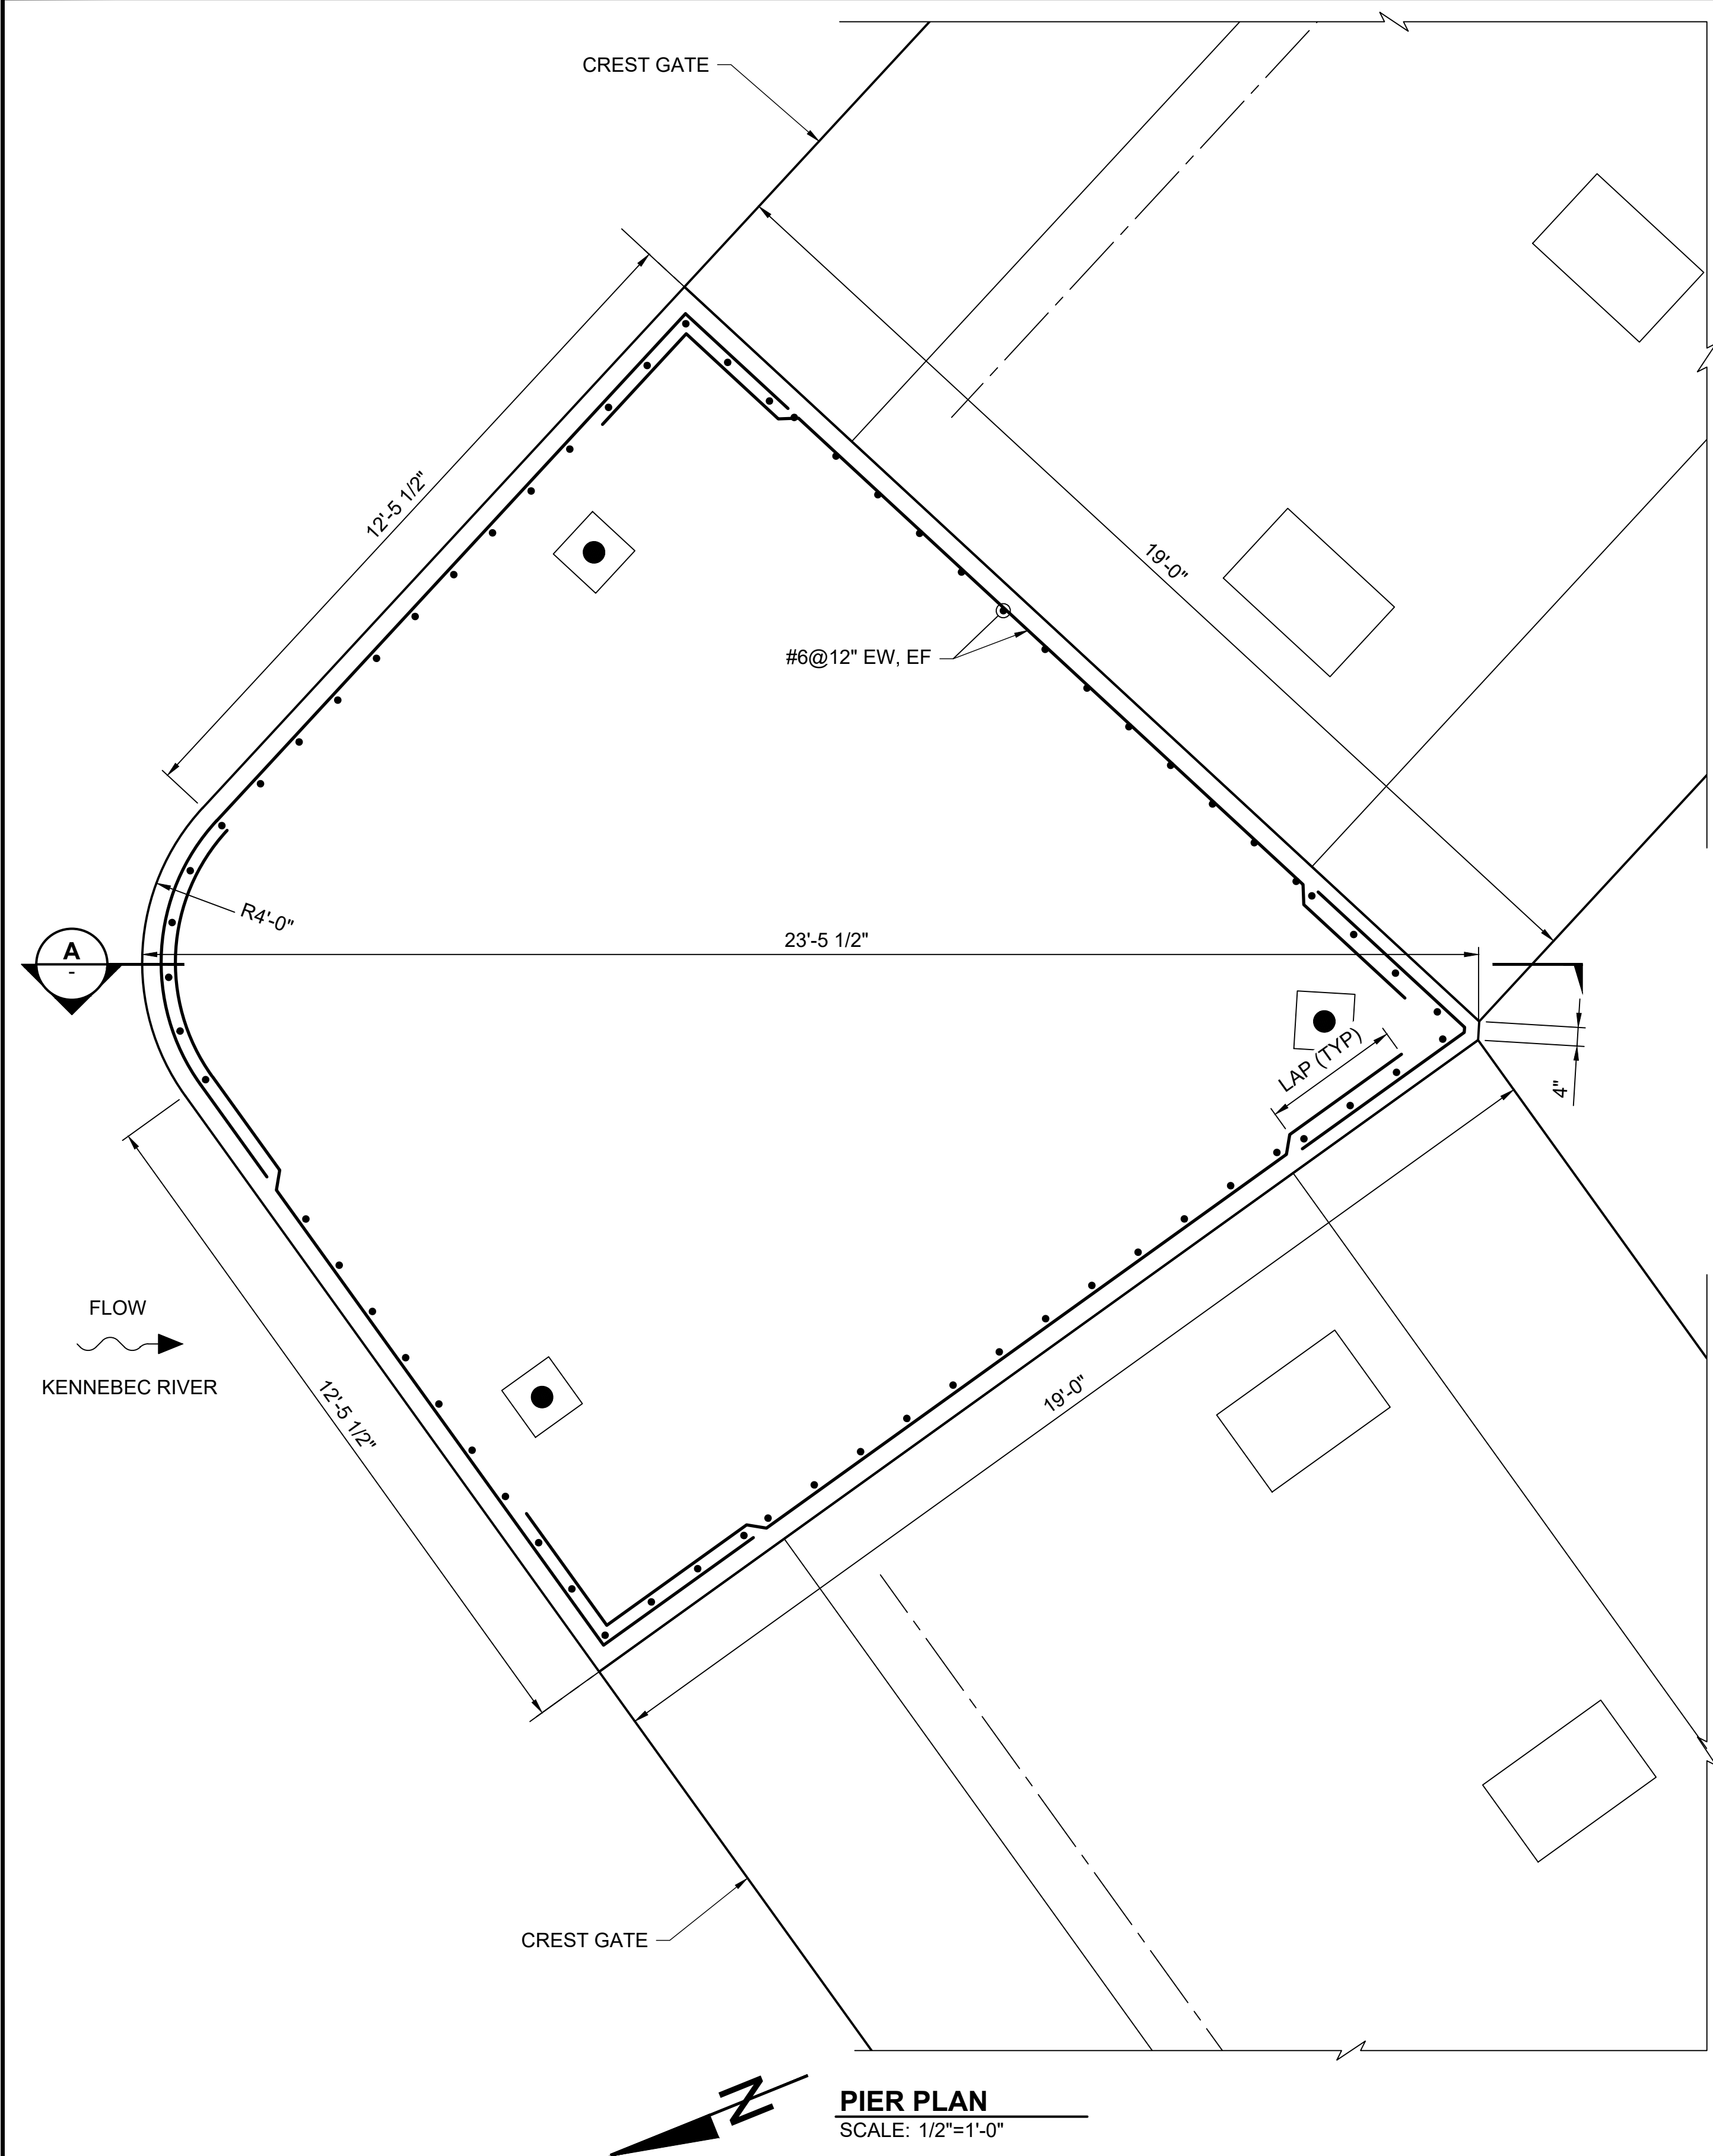 CREST GATE
12'-5 1/2"
19'-0"
#6@12" EW, EF
R4'-0"
23'-5 1/2"
A
-
LAP (TYP)
4"
FLOW
KENNEBEC RIVER
12'-5 1/2"
19'-0"
CREST GATE
N
PIER PLAN
SCALE: 1/2"=1'-0"